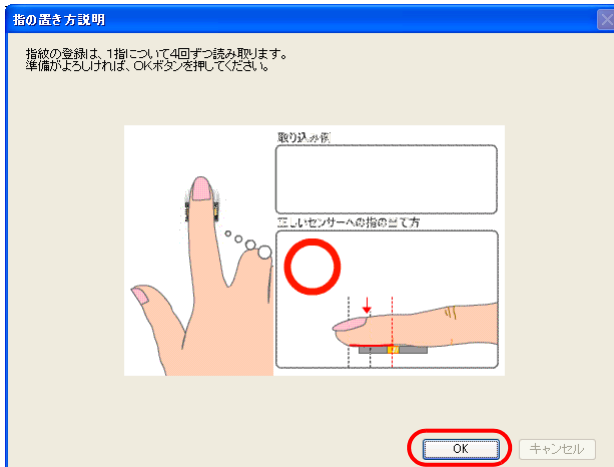 指の置き方説明
指紋の登録は、1指について4回ずつ読み取ります。
準備がよろしければ、OKボタンを押してください。
取り込み例
正しいセンサーへの指の当て方
OK
キャンセル